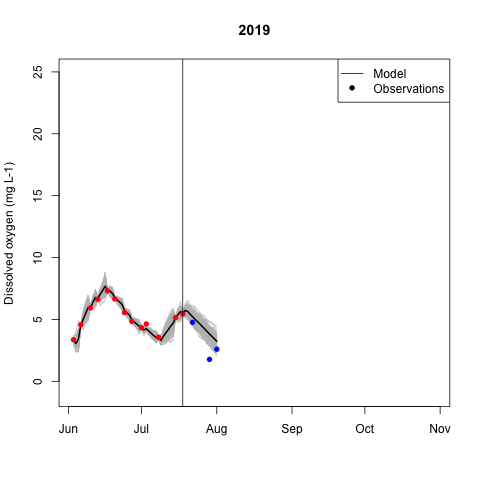 2019
Model
Observations
Dissolved oxygen (mg L-1)
25
20
15
10
5
0
Jun Jul Aug Sep Oct Nov